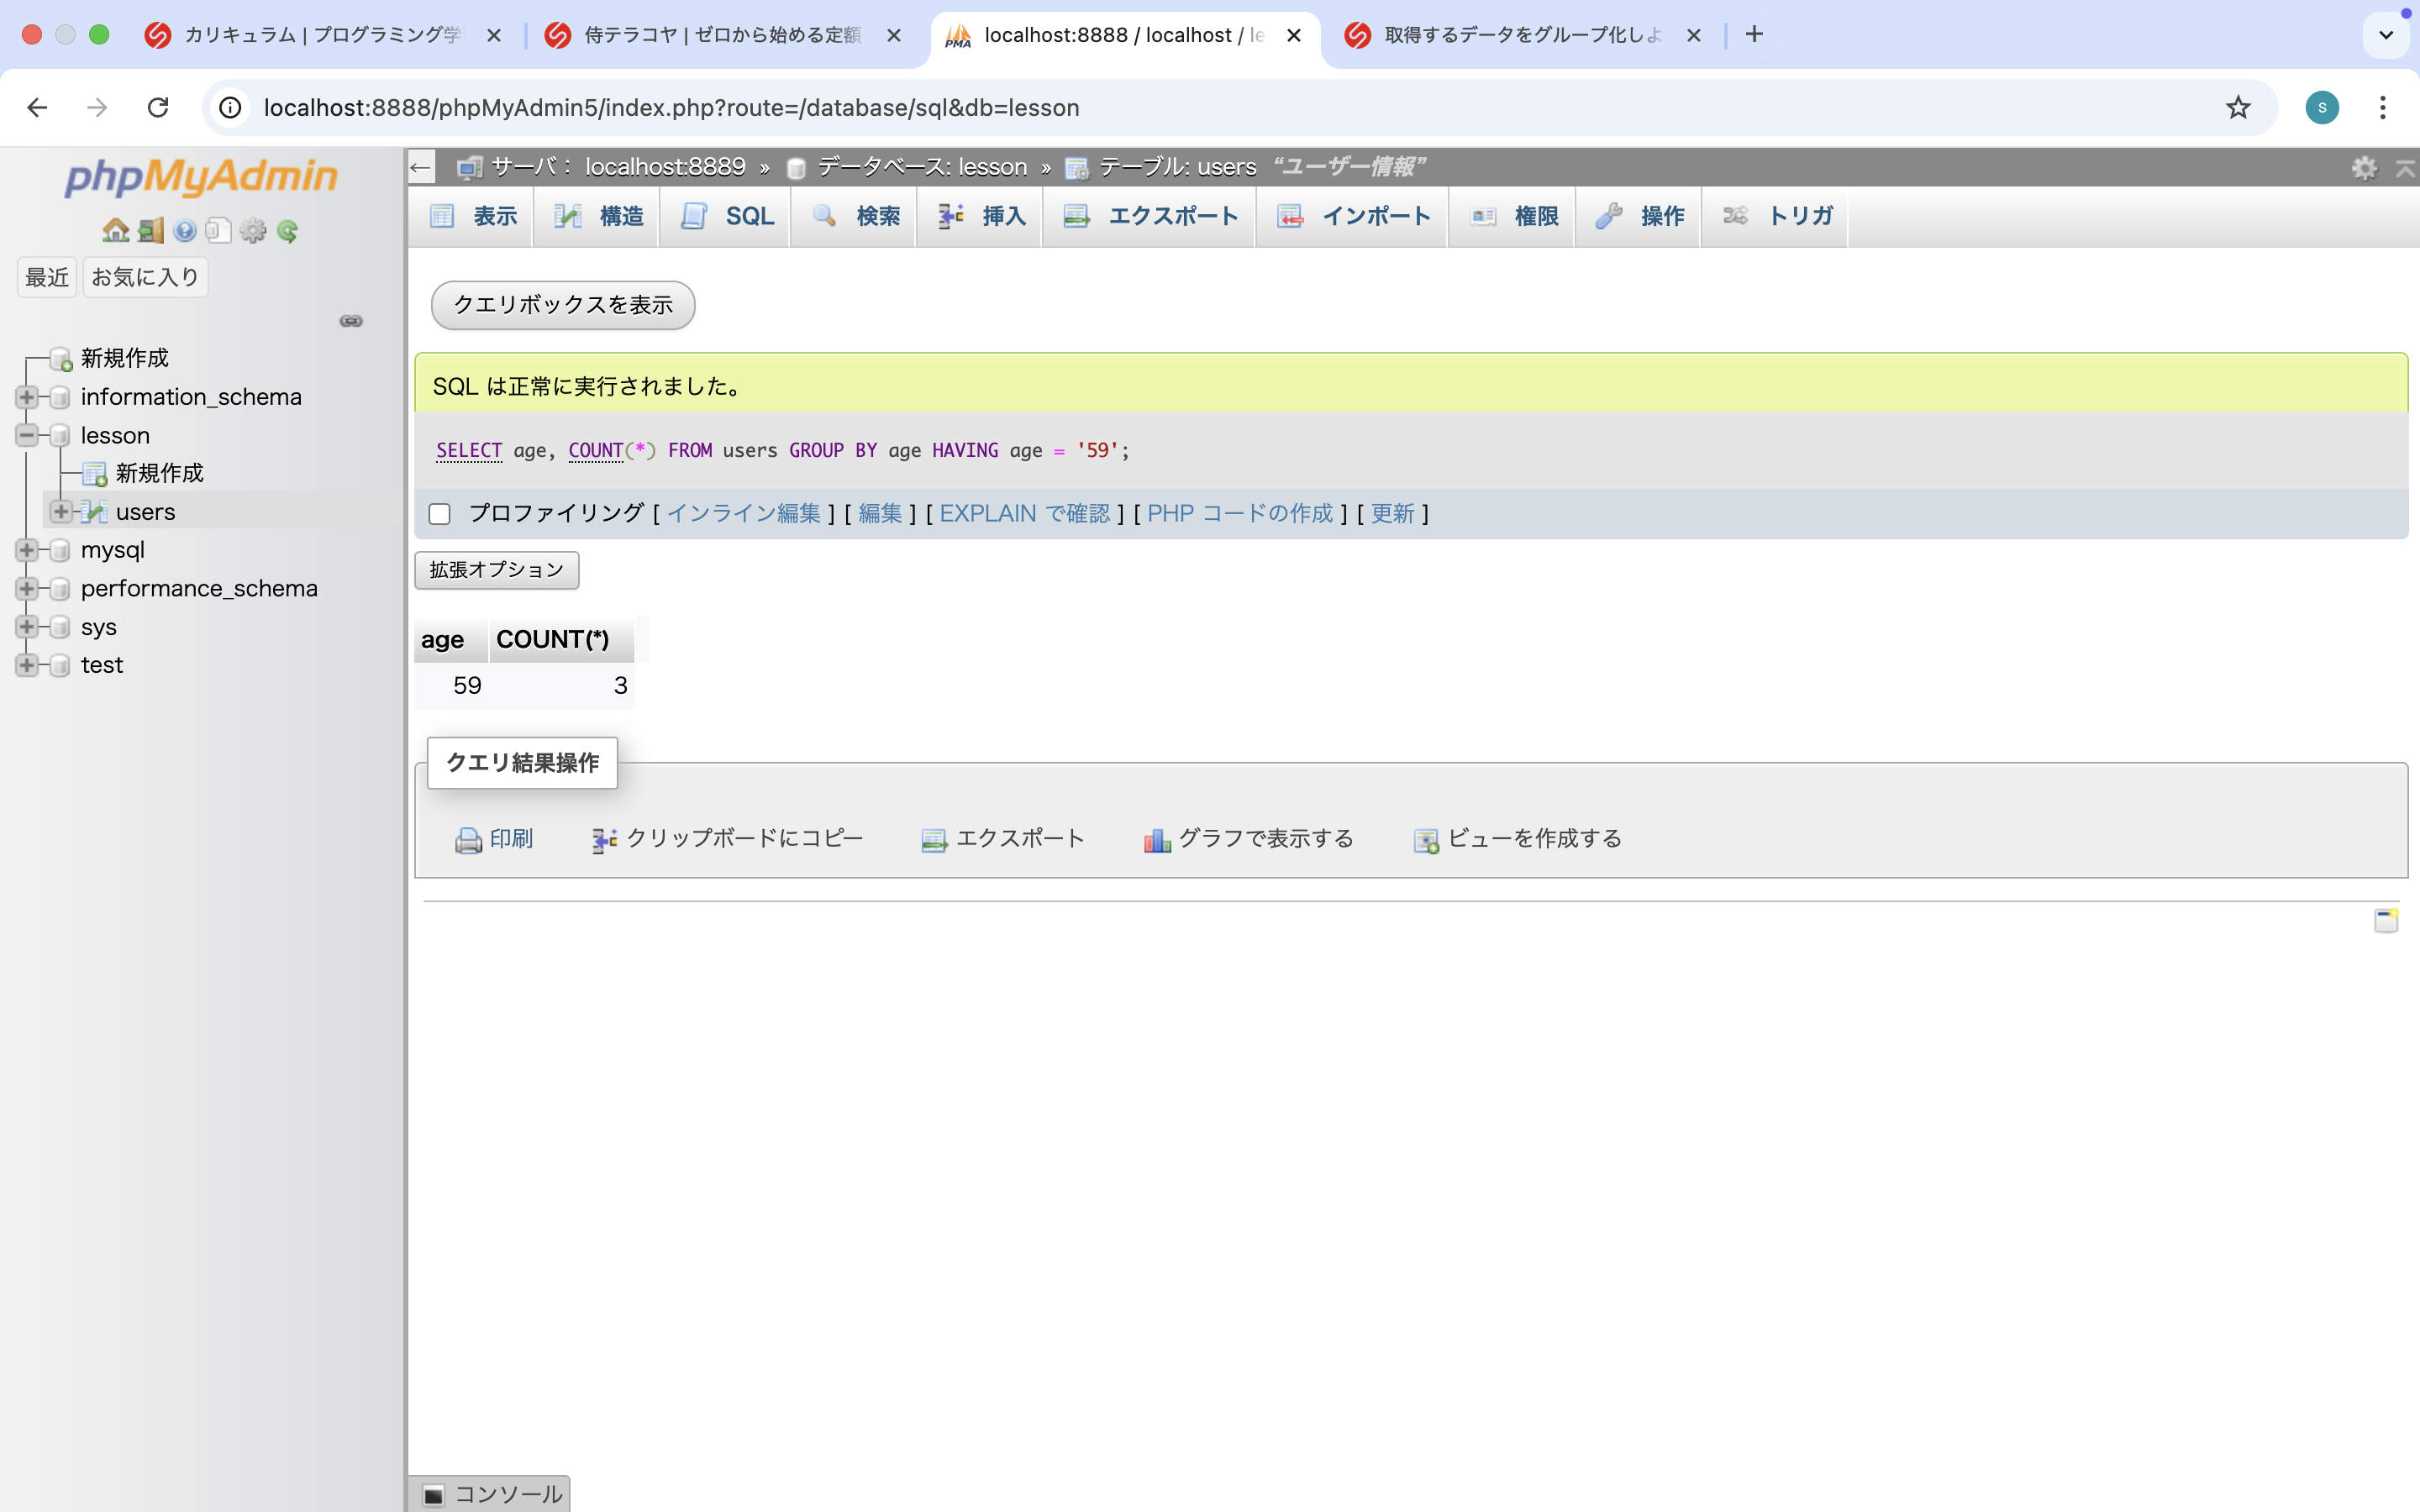 カリキュラム | プログラミング学
侍テラコヤ | ゼロから始める定額
localhost:8888 / localhost / le
取得するデータをグループ化しよ
localhost:8888/phpMyAdmin5/index.php?route=/database/sql&db=lesson
s
phpMyAdmin
最近
お気に入り
新規作成
information_schema
lesson
新規作成
users
mysql
performance_schema
sys
test
サーバ： localhost:8889 » データベース: lesson » テーブル: users “ユーザー情報”
表示
構造
SQL
検索
挿入
エクスポート
インポート
権限
操作
トリガ
クエリボックスを表示
SQL は正常に実行されました。
SELECT age, COUNT(*) FROM users GROUP BY age HAVING age = '59';
プロファイリング [ インライン編集 ] [ 編集 ] [ EXPLAIN で確認 ] [ PHP コードの作成 ] [ 更新 ]
拡張オプション
age COUNT(*)
59 3
クエリ結果操作
印刷
クリップボードにコピー
エクスポート
グラフで表示する
ビューを作成する
コンソール